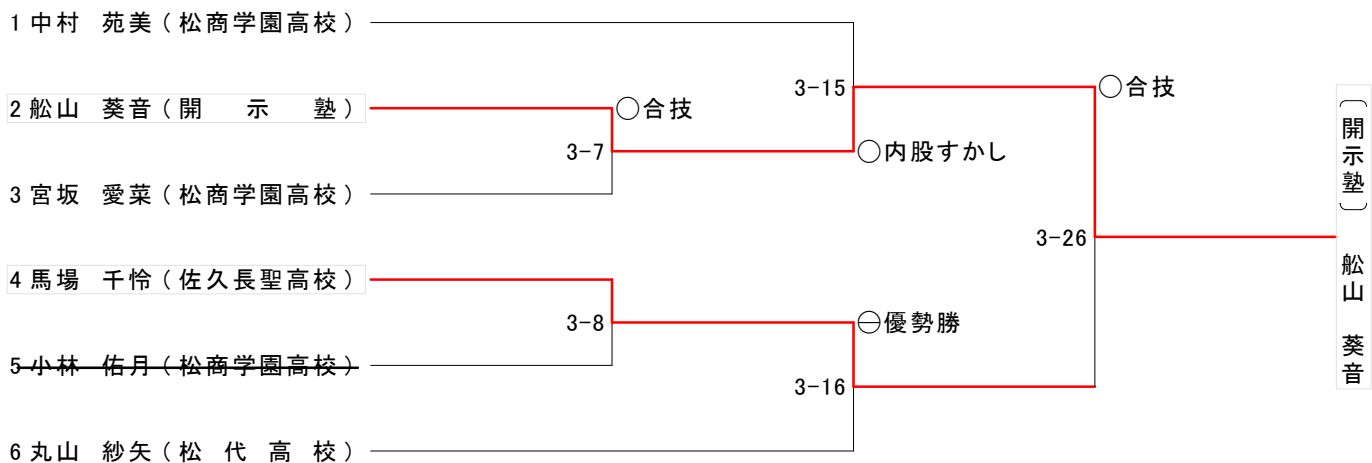 1 中村　苑美（松商学園高校）
3-15
○合技
2 舩山　葵音（開　示　塾）
○合技
3-7
○内股すかし
3 宮坂　愛菜（松商学園高校）
3-26
〔開示塾〕　舩山　葵音
4 馬場　千怜（佐久長聖高校）
3-8
㊀優勢勝
5 小林　佑月（松商学園高校）
3-16
6 丸山　紗矢（松　代　高　校）